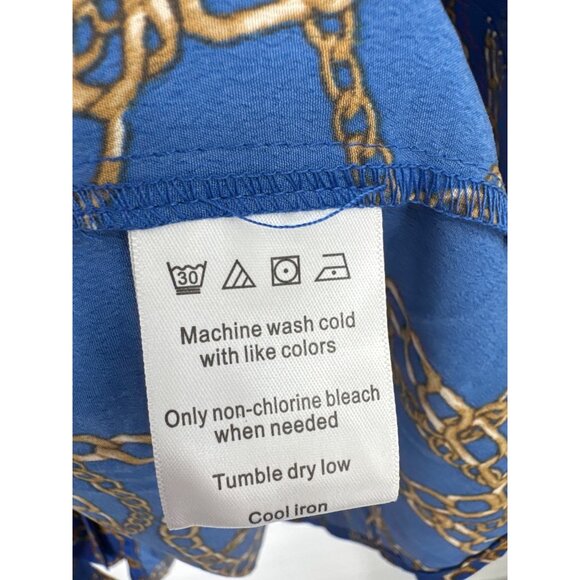 30
Machine wash cold
with like colors
Only non-chlorine bleach
when needed
Tumble dry low
Cool iron